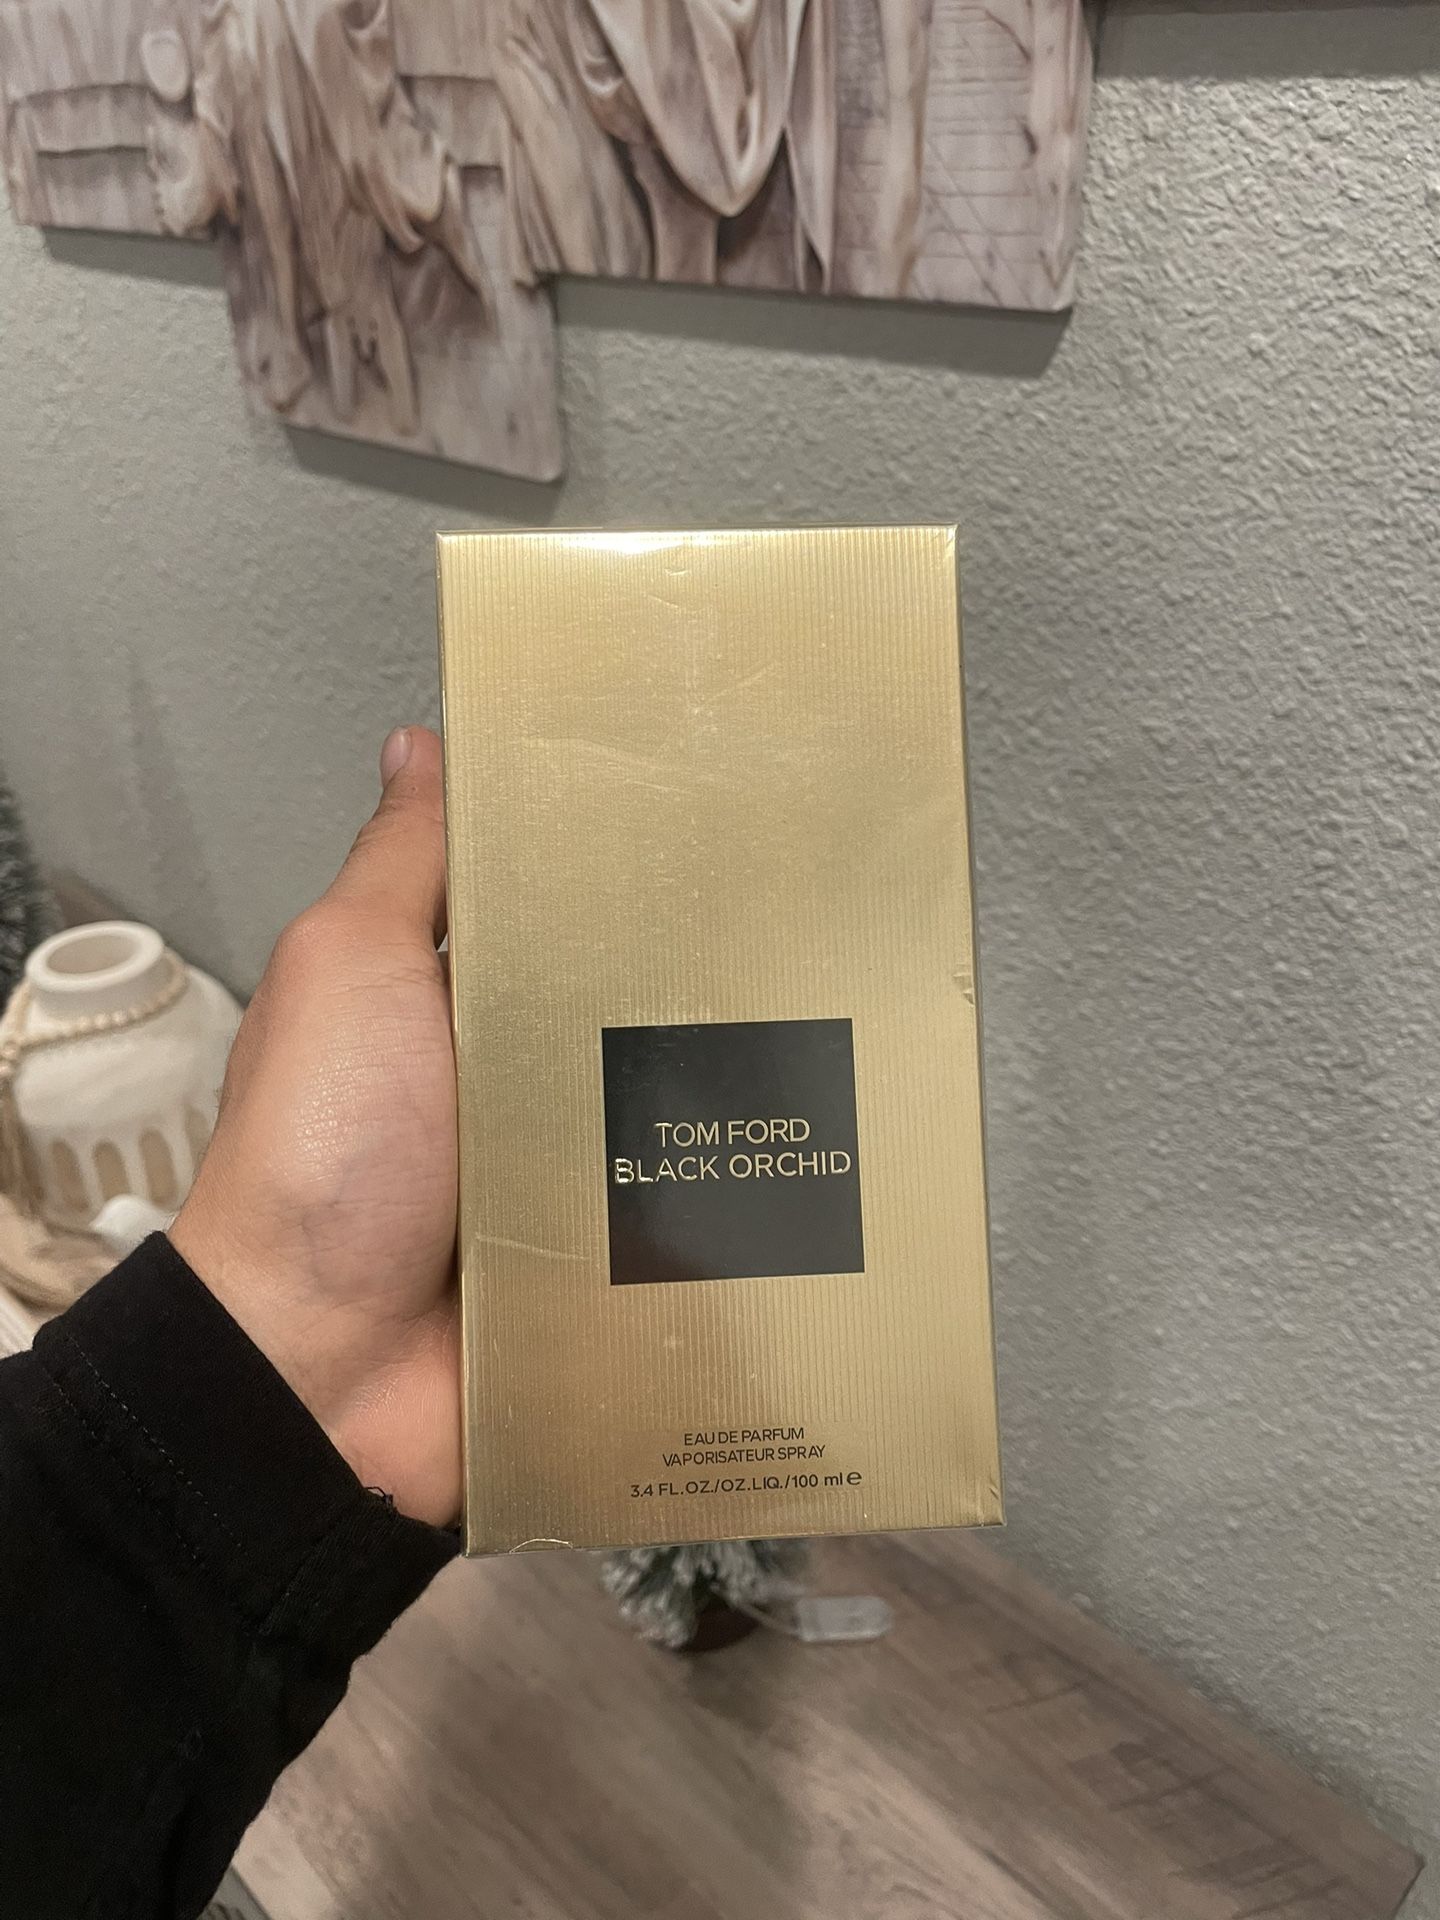 TOM FORD
BLACK ORCHID
EAU DE PARFUM
VAPORISATEUR SPRAY
3.4 FL.OZ./OZ.LIQ./100 ml ℮